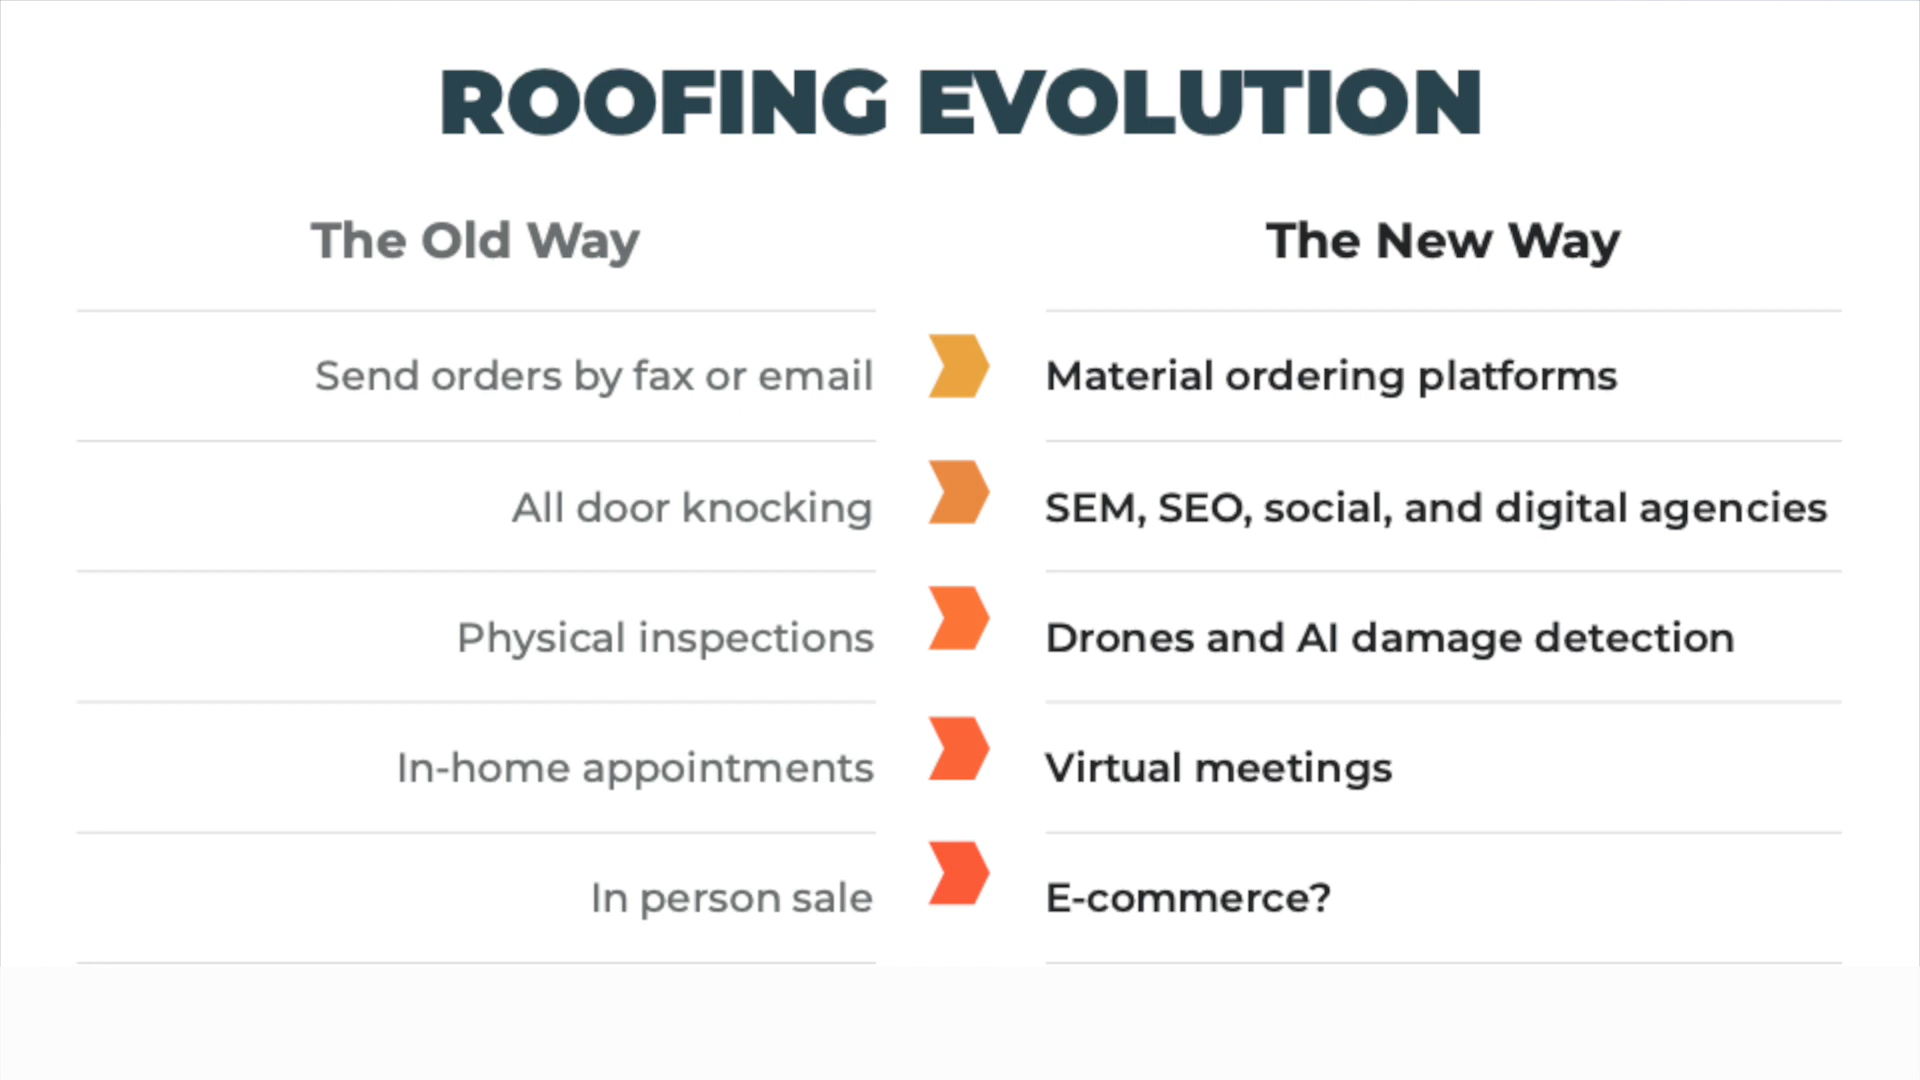 ROOFING EVOLUTION
The Old Way
The New Way
Send orders by fax or email
Material ordering platforms
All door knocking
SEM, SEO, social, and digital agencies
Physical inspections
Drones and AI damage detection
In-home appointments
Virtual meetings
In person sale
E-commerce?